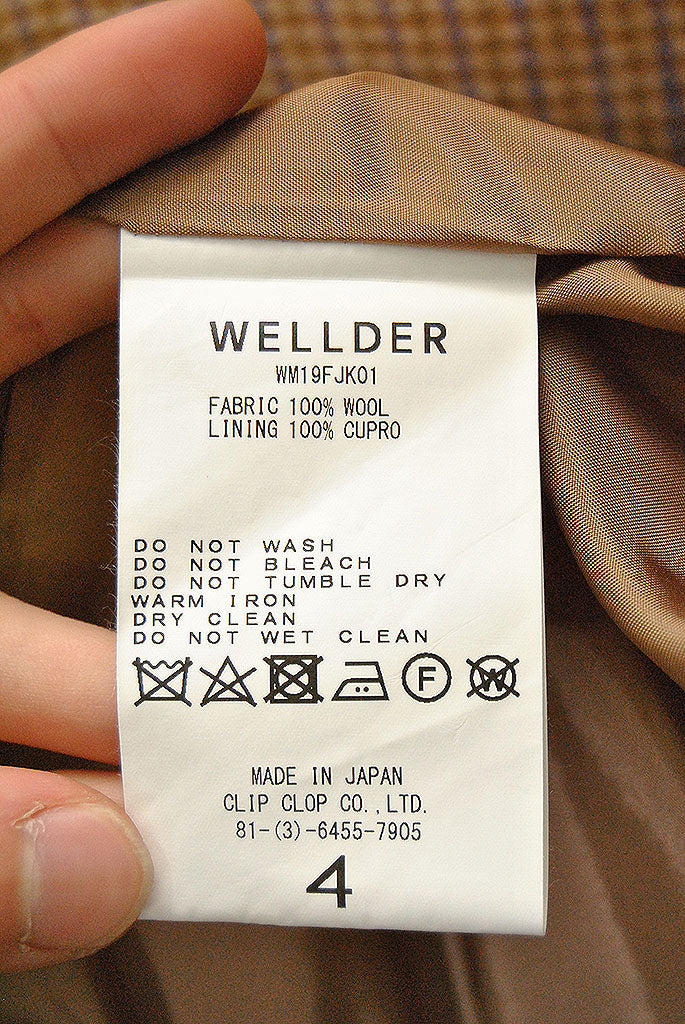 WELLDER
WM19FJK01
FABRIC 100% WOOL
LINING 100% CUPRO
DO NOT WASH
DO NOT BLEACH
DO NOT TUMBLE DRY
WARM IRON
DRY CLEAN
DO NOT WET CLEAN
F W
MADE IN JAPAN
CLIP CLOP CO.,LTD.
81-(3)-6455-7905
4